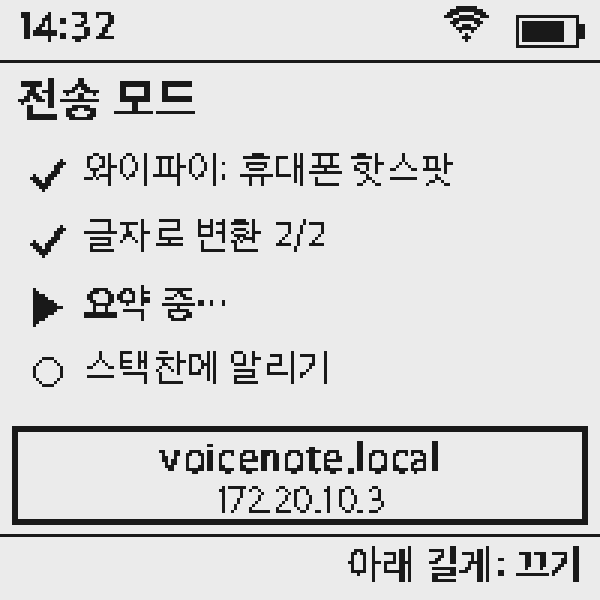 14:32
전송 모드
와이파이: 휴대폰 핫스팟
글자로 변환 2/2
요약 중…
스택찬에 알리기
voicenote.local
172.20.10.3
아래 길게: 끄기